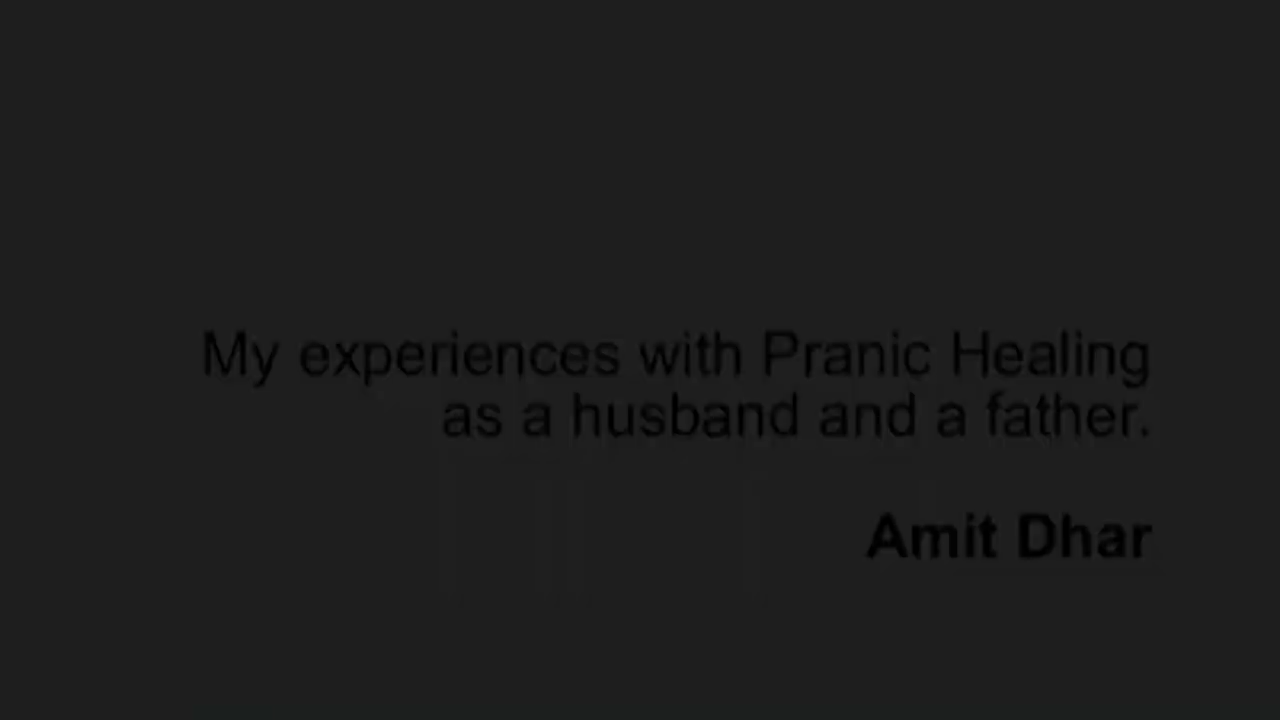 My experiences with Pranic Healing
as a husband and a father.
Amit Dhar